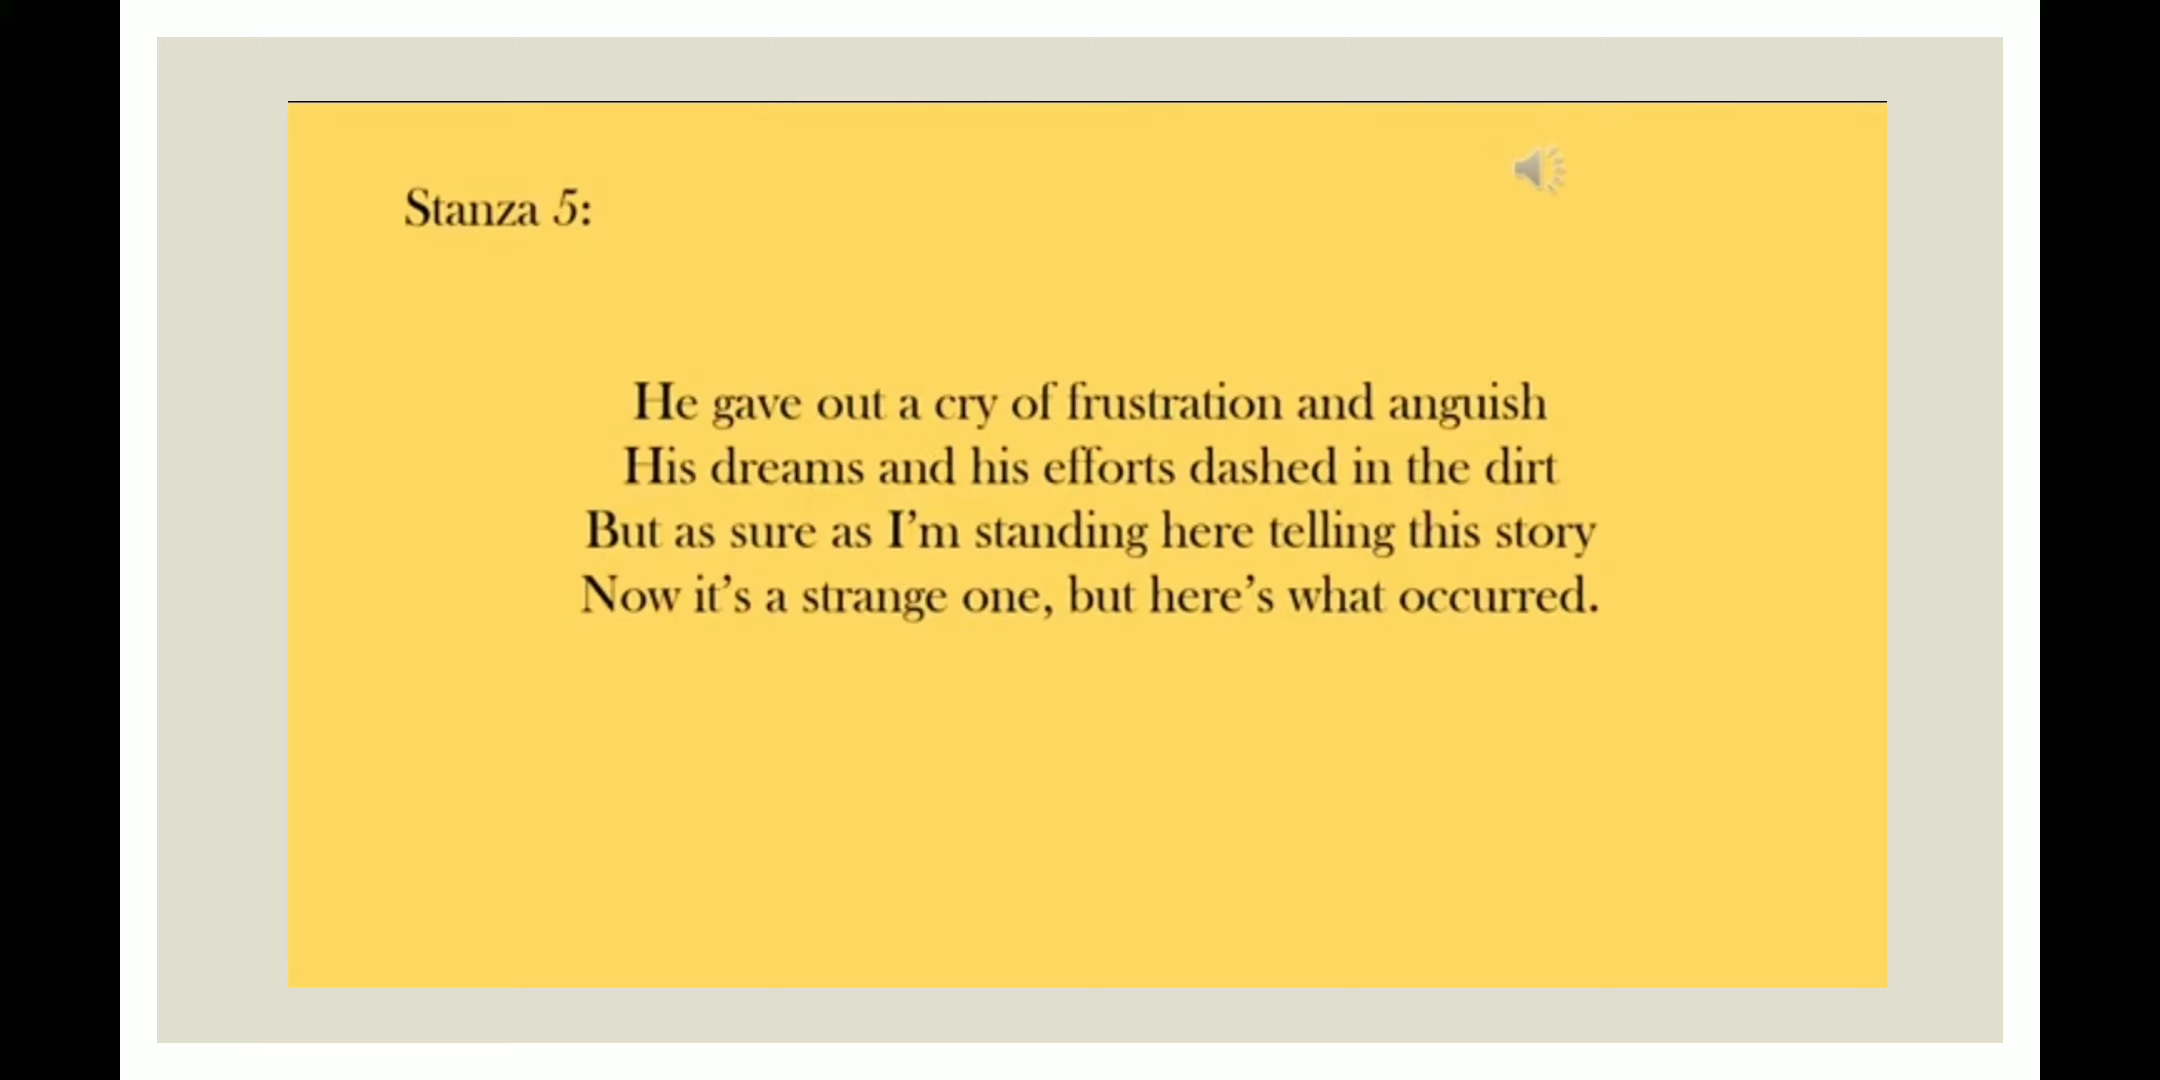 Stanza 5:
He gave out a cry of frustration and anguish
His dreams and his efforts dashed in the dirt
But as sure as I’m standing here telling this story
Now it’s a strange one, but here’s what occurred.